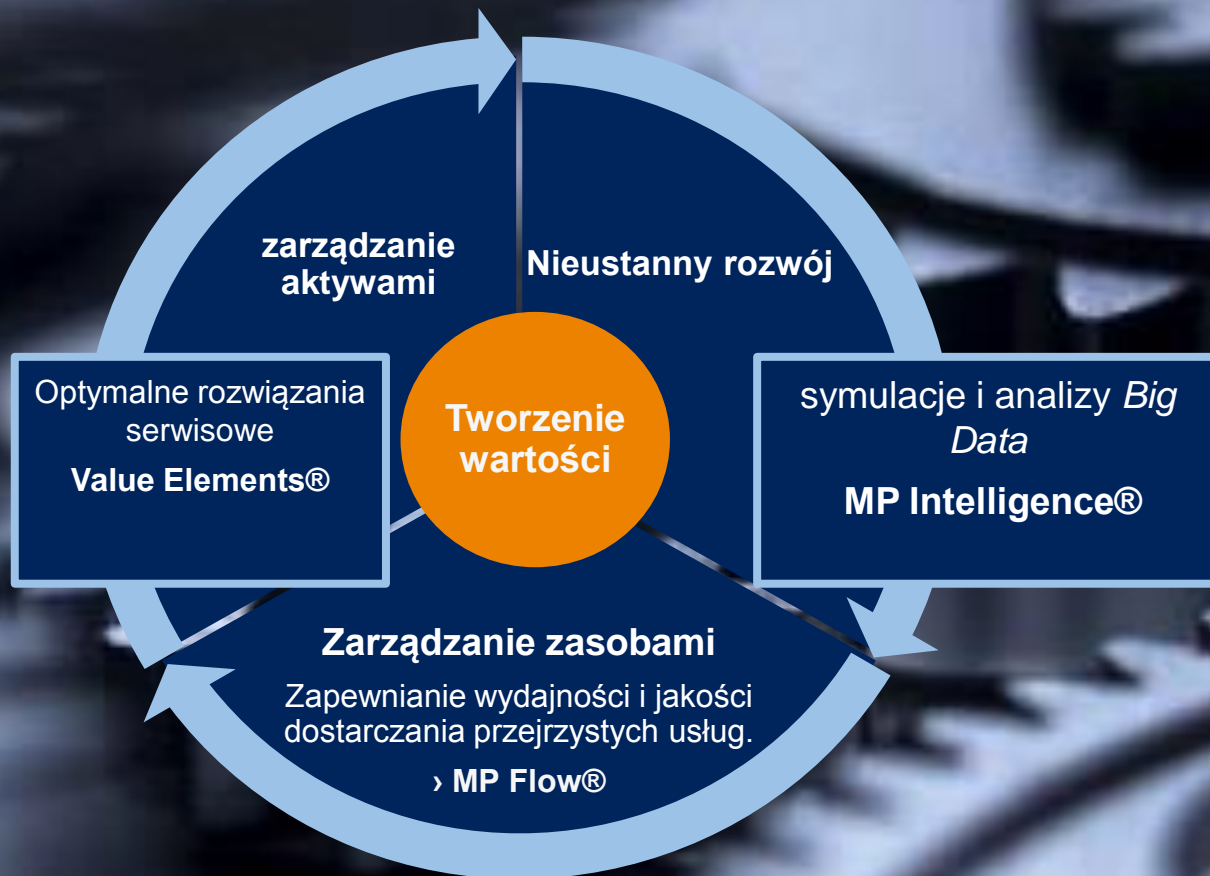 zarządzanie
aktywami
Nieustanny rozwój
Optymalne rozwiązania
serwisowe
Value Elements®
Tworzenie
wartości
symulacje i analizy Big
Data
MP Intelligence®
Zarządzanie zasobami
Zapewnianie wydajności i jakości
dostarczania przejrzystych usług.
› MP Flow®